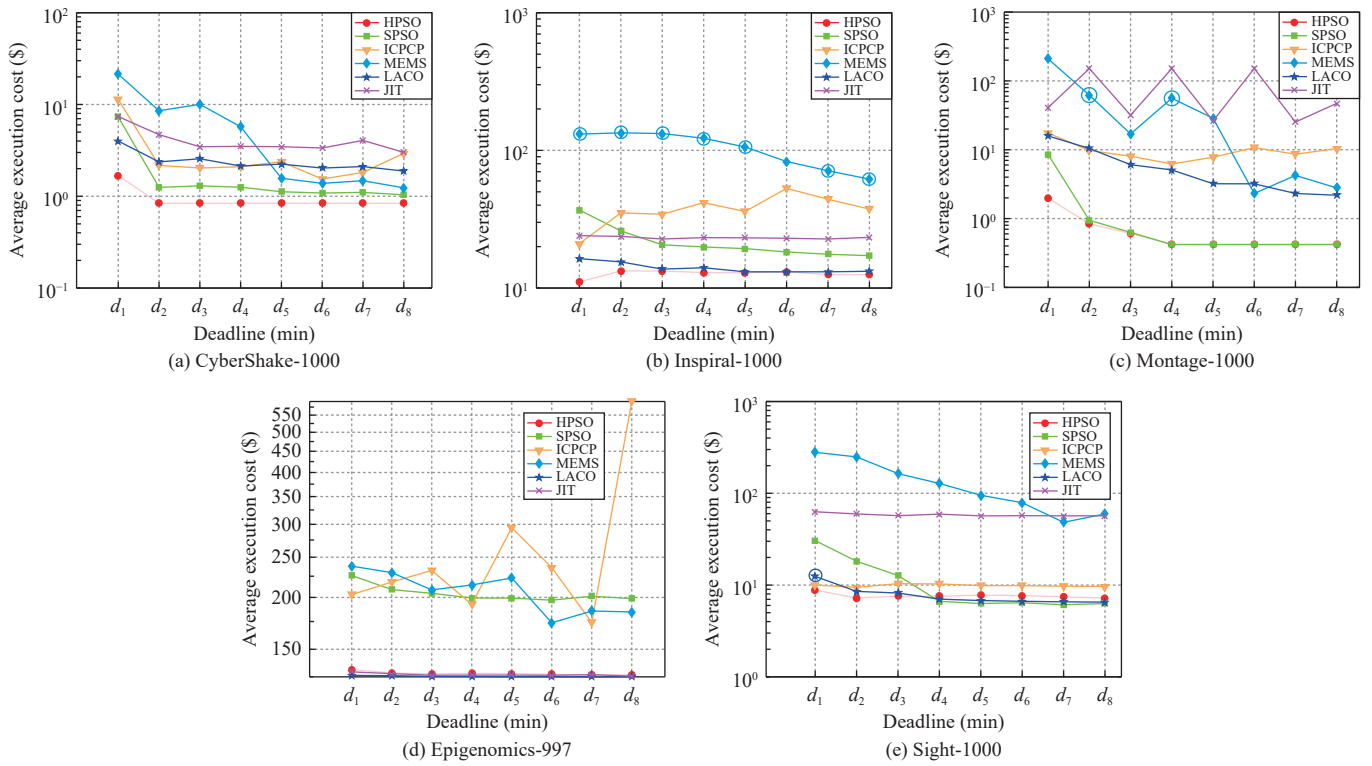 Average execution cost ($)
10²
10¹
10⁰
10⁻¹
HPSO
SPSO
ICPCP
MEMS
LACO
JIT
d₁ d₂ d₃ d₄ d₅ d₆ d₇ d₈
Deadline (min)
(a) CyberShake-1000
Average execution cost ($)
10³
10²
10¹
HPSO
SPSO
ICPCP
MEMS
LACO
JIT
d₁ d₂ d₃ d₄ d₅ d₆ d₇ d₈
Deadline (min)
(b) Inspiral-1000
Average execution cost ($)
10³
10²
10¹
10⁰
10⁻¹
HPSO
SPSO
ICPCP
MEMS
LACO
JIT
d₁ d₂ d₃ d₄ d₅ d₆ d₇ d₈
Deadline (min)
(c) Montage-1000
Average execution cost ($)
550
500
450
400
350
300
250
200
150
HPSO
SPSO
ICPCP
MEMS
LACO
JIT
d₁ d₂ d₃ d₄ d₅ d₆ d₇ d₈
Deadline (min)
(d) Epigenomics-997
Average execution cost ($)
10³
10²
10¹
10⁰
HPSO
SPSO
ICPCP
MEMS
LACO
JIT
d₁ d₂ d₃ d₄ d₅ d₆ d₇ d₈
Deadline (min)
(e) Sight-1000